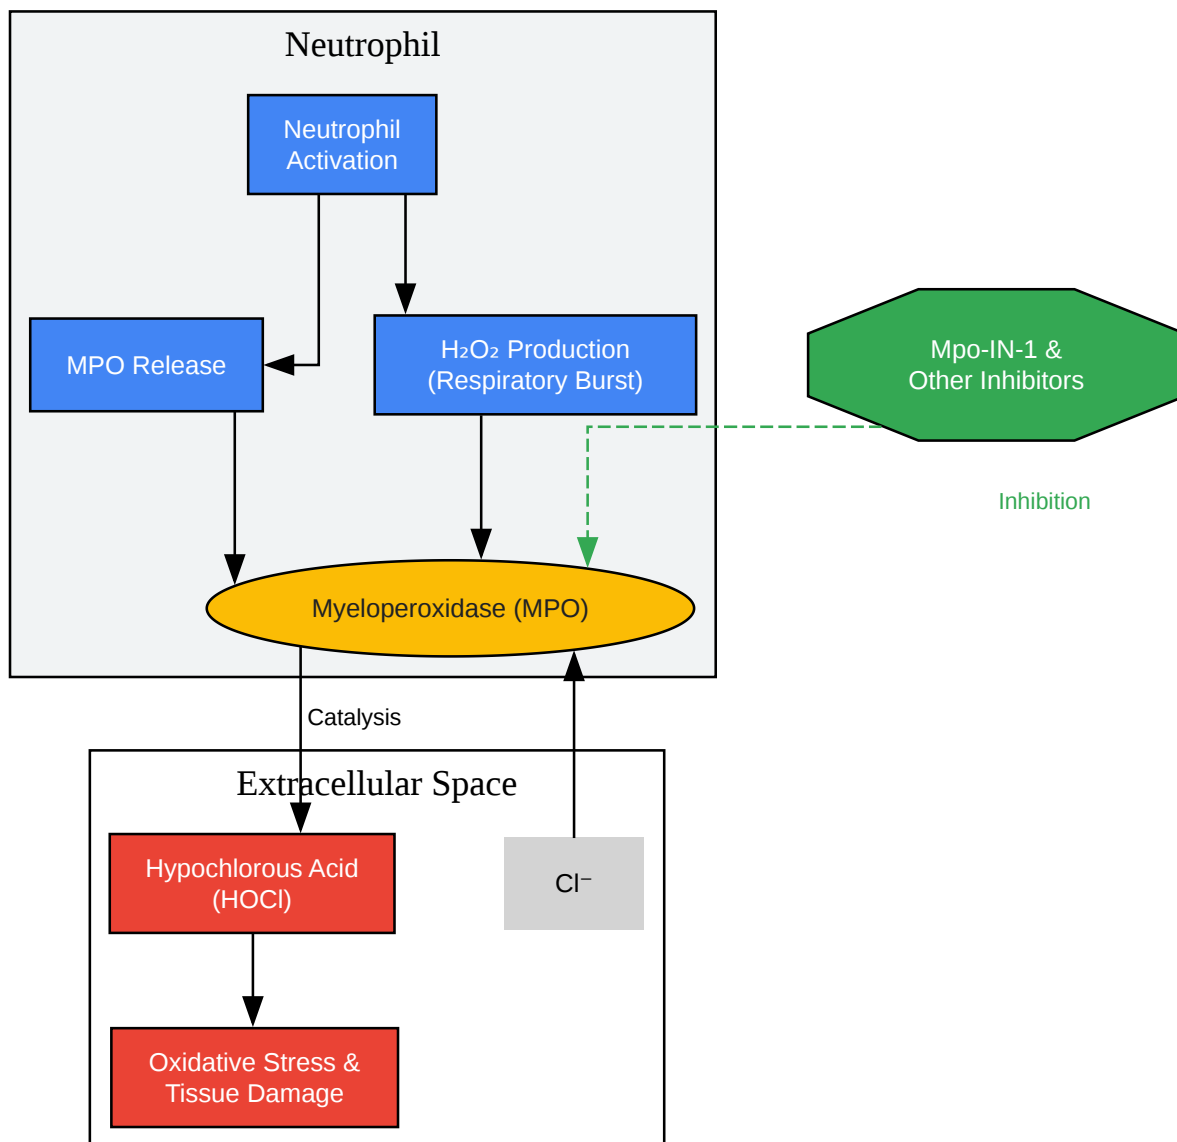 Neutrophil
Neutrophil
Activation
MPO Release
H₂O₂ Production
(Respiratory Burst)
Mpo-IN-1 &
Other Inhibitors
Inhibition
Myeloperoxidase (MPO)
Catalysis
Extracellular Space
Hypochlorous Acid
(HOCl)
Cl⁻
Oxidative Stress &
Tissue Damage